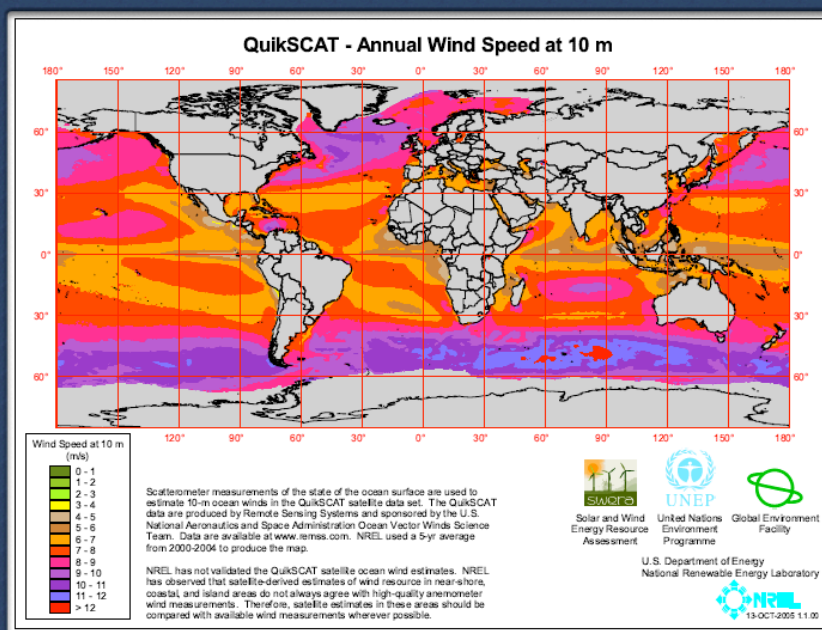 QuikSCAT - Annual Wind Speed at 10 m
180° 150° 120° 90° 60° 30° 0° 30° 60° 90° 120° 150° 180°
60° 60°
30° 30°
0° 0°
30° 30°
60° 60°
120° 90° 60° 30° 0° 30° 60° 90° 120° 150° 180°
Wind Speed at 10 m
(m/s)
0 - 1
1 - 2
2 - 3
3 - 4
4 - 5
5 - 6
6 - 7
7 - 8
8 - 9
9 - 10
10 - 11
11 - 12
> 12
Scatterometer measurements of the state of the ocean surface are used to
estimate 10-m ocean winds in the QuikSCAT satellite data set. The QuikSCAT
data are produced by Remote Sensing Systems and sponsored by the U.S.
National Aeronautics and Space Administration Ocean Vector Winds Science
Team. Data are available at www.remss.com. NREL used a 5-yr average
from 2000-2004 to produce the map.
NREL has not validated the QuikSCAT satellite ocean wind estimates. NREL
has observed that satellite-derived estimates of wind resource in near-shore,
coastal, and island areas do not always agree with high-quality anemometer
wind measurements. Therefore, satellite estimates in these areas should be
compared with available wind measurements wherever possible.
swera
Solar and Wind
Energy Resource
Assessment
UNEP
United Nations
Environment
Programme
Global Environment
Facility
U.S. Department of Energy
National Renewable Energy Laboratory
NREL
13-OCT-2005 1.1.00